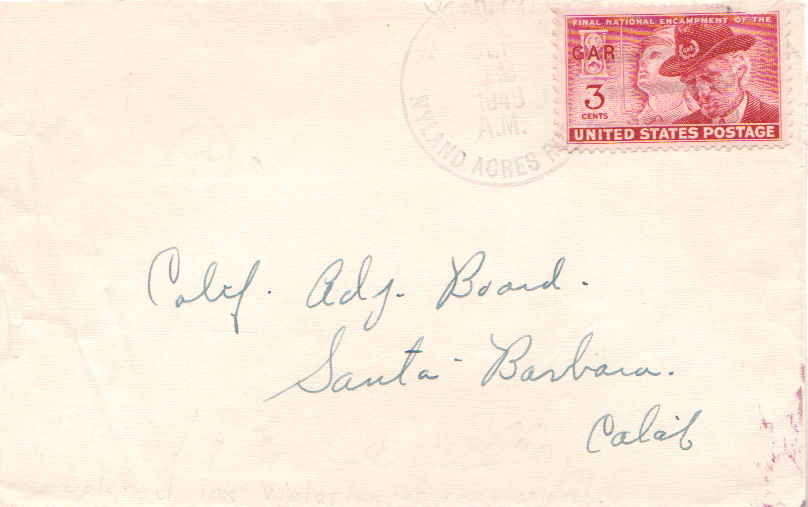 FINAL NATIONAL ENCAMPMENT OF THE
GAR
3
CENTS
UNITED STATES POSTAGE
1949
A.M.
NYLAND ACRES
Calif. Adj. Board.
Santa Barbara.
Calif